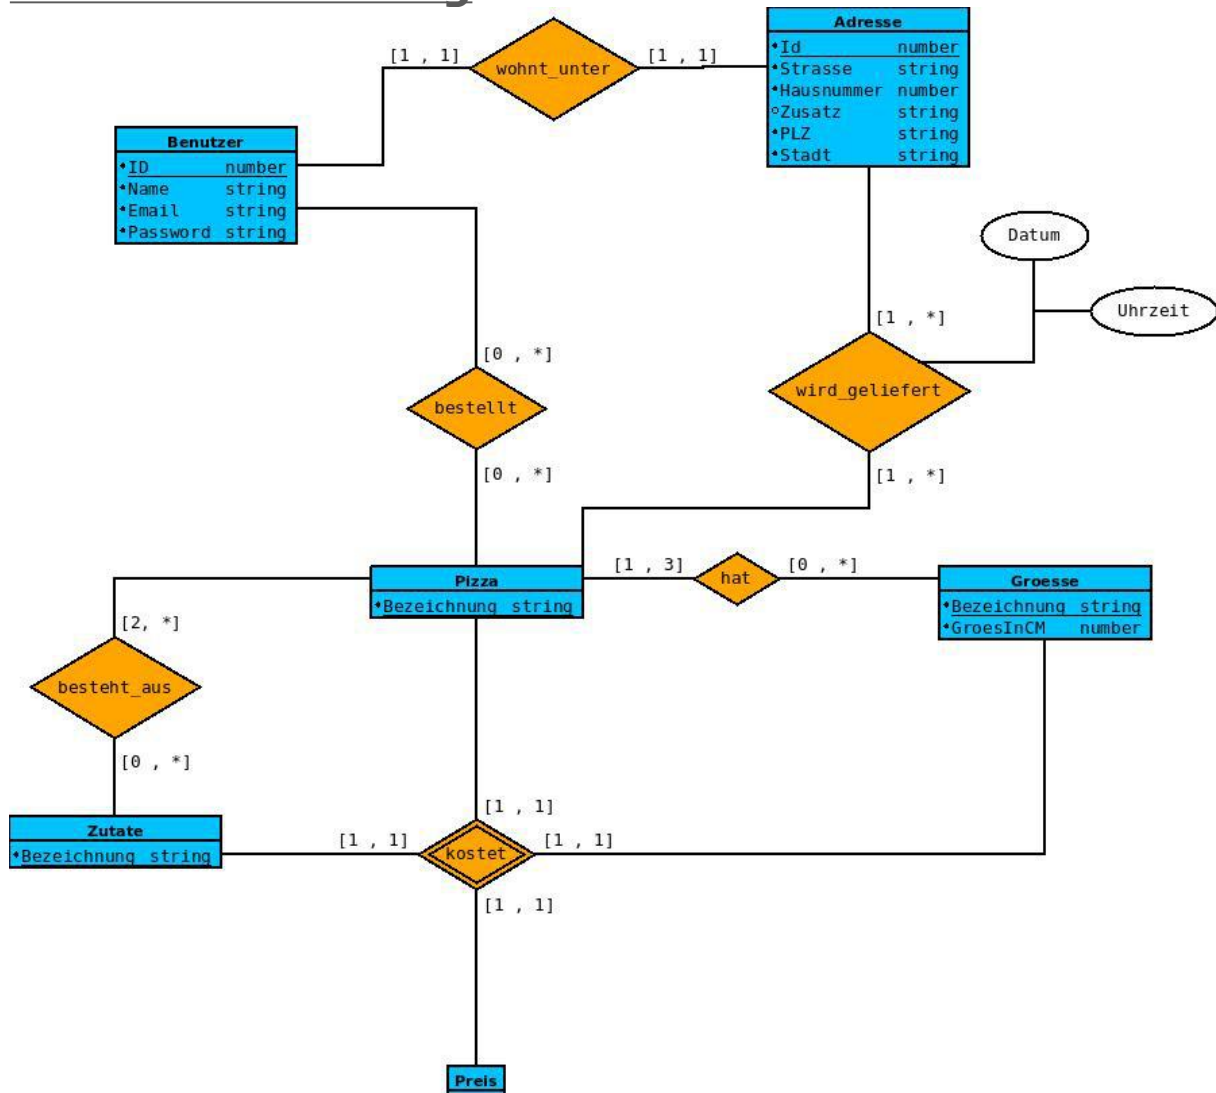 Adresse
Id number
Strasse string
Hausnummer number
Zusatz string
PLZ string
Stadt string
[1 , 1]
wohnt_unter
[1 , 1]
Benutzer
ID number
Name string
Email string
Password string
Datum
Uhrzeit
[1 , *]
wird_geliefert
[1 , *]
[0 , *]
bestellt
[0 , *]
Pizza
Bezeichnung string
[1 , 3]
hat
[0 , *]
Groesse
Bezeichnung string
GroesInCM number
[2, *]
besteht_aus
[0 , *]
Zutate
Bezeichnung string
[1 , 1]
[1 , 1]
kostet
[1 , 1]
[1 , 1]
Preis